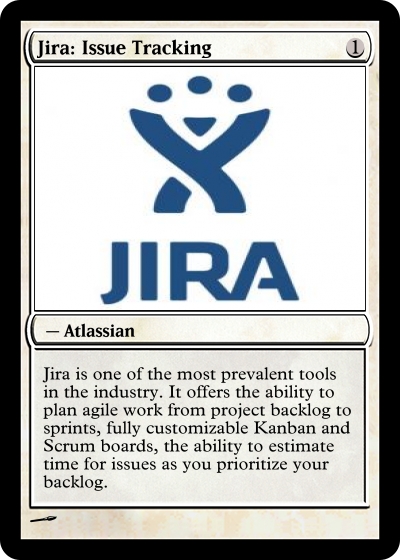 Jira: Issue Tracking 1
JIRA
— Atlassian
Jira is one of the most prevalent tools
in the industry. It offers the ability to
plan agile work from project backlog to
sprints, fully customizable Kanban and
Scrum boards, the ability to estimate
time for issues as you prioritize your
backlog.